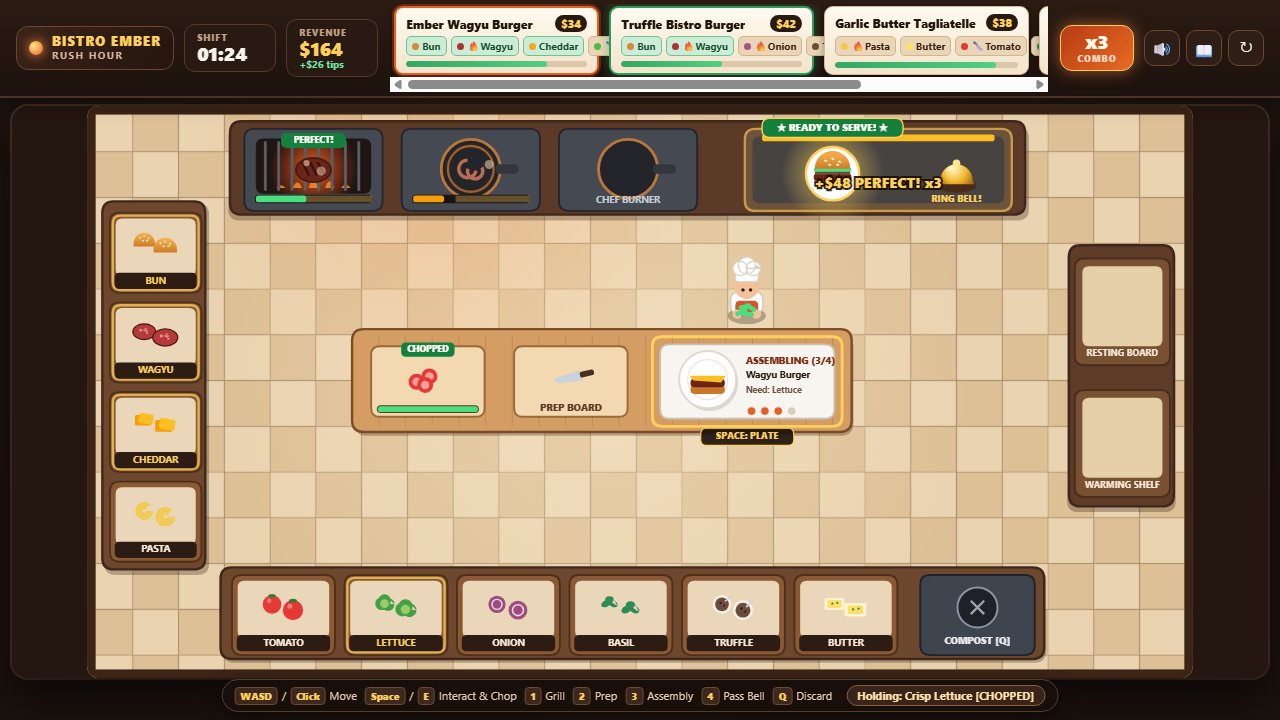 BISTRO EMBER
RUSH HOUR
SHIFT
01:24
REVENUE
$164
+$26 tips
Ember Wagyu Burger $34
Bun Wagyu Cheddar
Truffle Bistro Burger $42
Bun Wagyu Onion
Garlic Butter Tagliatelle $38
Pasta Butter Tomato
x3
COMBO
PERFECT!
CHEF BURNER
★ READY TO SERVE! ★
+$48 PERFECT! x3
RING BELL!
BUN
WAGYU
CHEDDAR
PASTA
CHOPPED
PREP BOARD
ASSEMBLING (3/4)
Wagyu Burger
Need: Lettuce
SPACE: PLATE
RESTING BOARD
WARMING SHELF
TOMATO
LETTUCE
ONION
BASIL
TRUFFLE
BUTTER
COMPOST [Q]
WASD / Click Move Space / E Interact & Chop 1 Grill 2 Prep 3 Assembly 4 Pass Bell Q Discard Holding: Crisp Lettuce [CHOPPED]